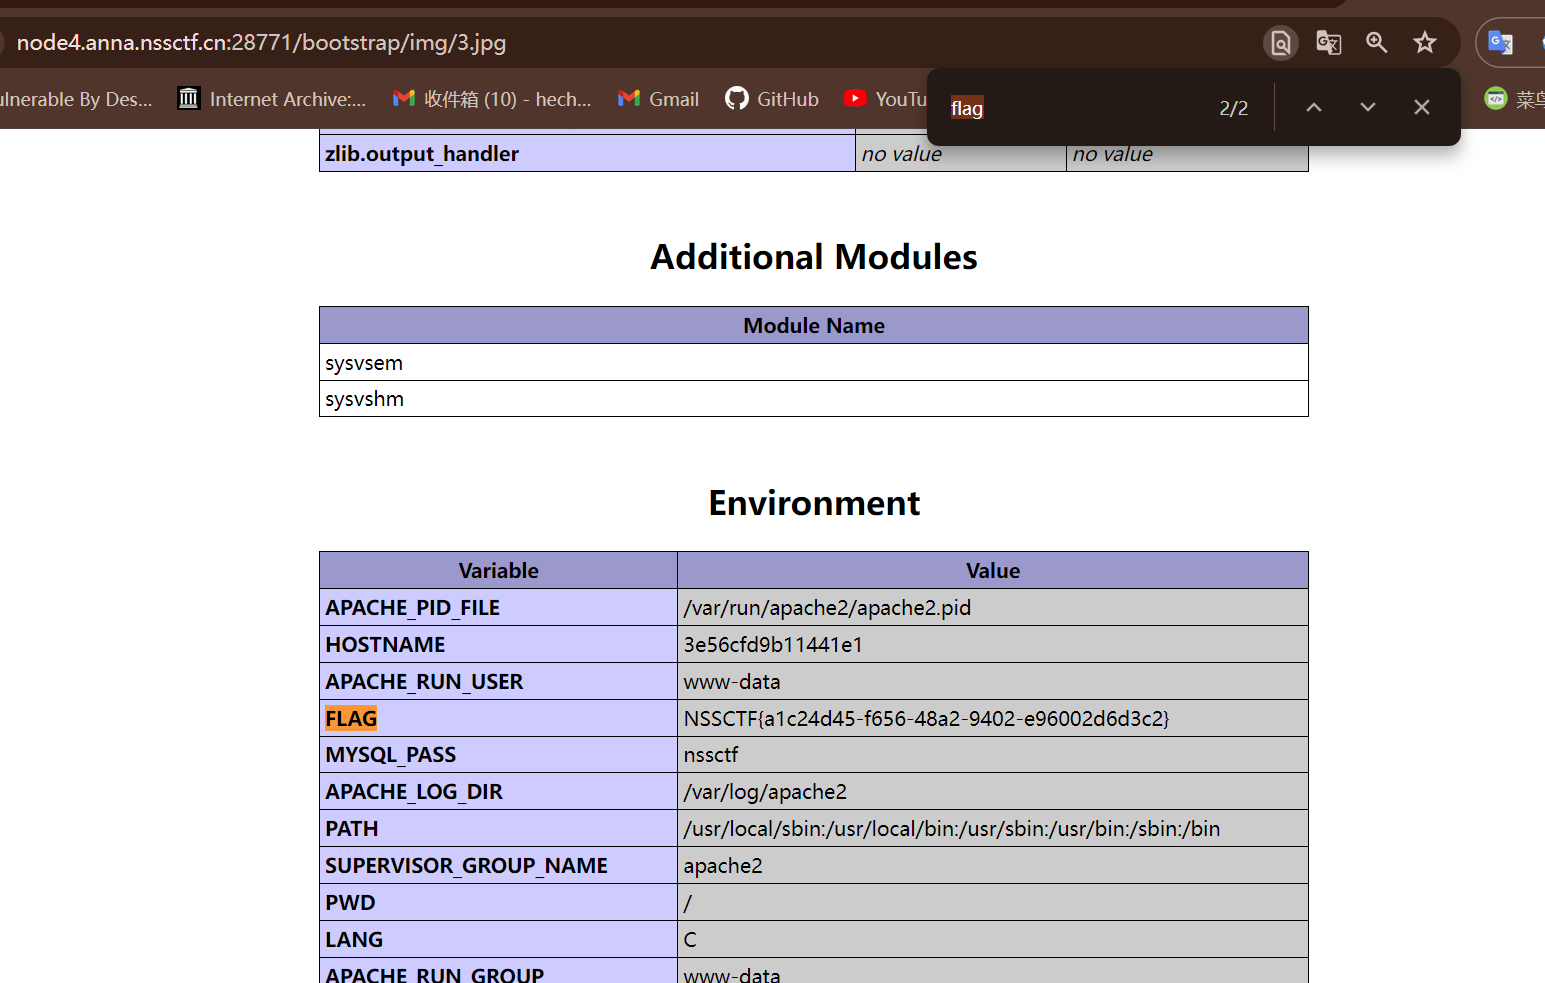 node4.anna.nssctf.cn:28771/bootstrap/img/3.jpg
ulnerable By Des... Internet Archive:... 收件箱 (10) - hech... Gmail GitHub YouTu 菜鸟
flag 2/2
zlib.output_handler no value no value
Additional Modules
Module Name
sysvsem
sysvshm
Environment
Variable Value
APACHE_PID_FILE /var/run/apache2/apache2.pid
HOSTNAME 3e56cfd9b11441e1
APACHE_RUN_USER www-data
FLAG NSSCTF{a1c24d45-f656-48a2-9402-e96002d6d3c2}
MYSQL_PASS nssctf
APACHE_LOG_DIR /var/log/apache2
PATH /usr/local/sbin:/usr/local/bin:/usr/sbin:/usr/bin:/sbin:/bin
SUPERVISOR_GROUP_NAME apache2
PWD /
LANG C
APACHE_RUN_GROUP www-data